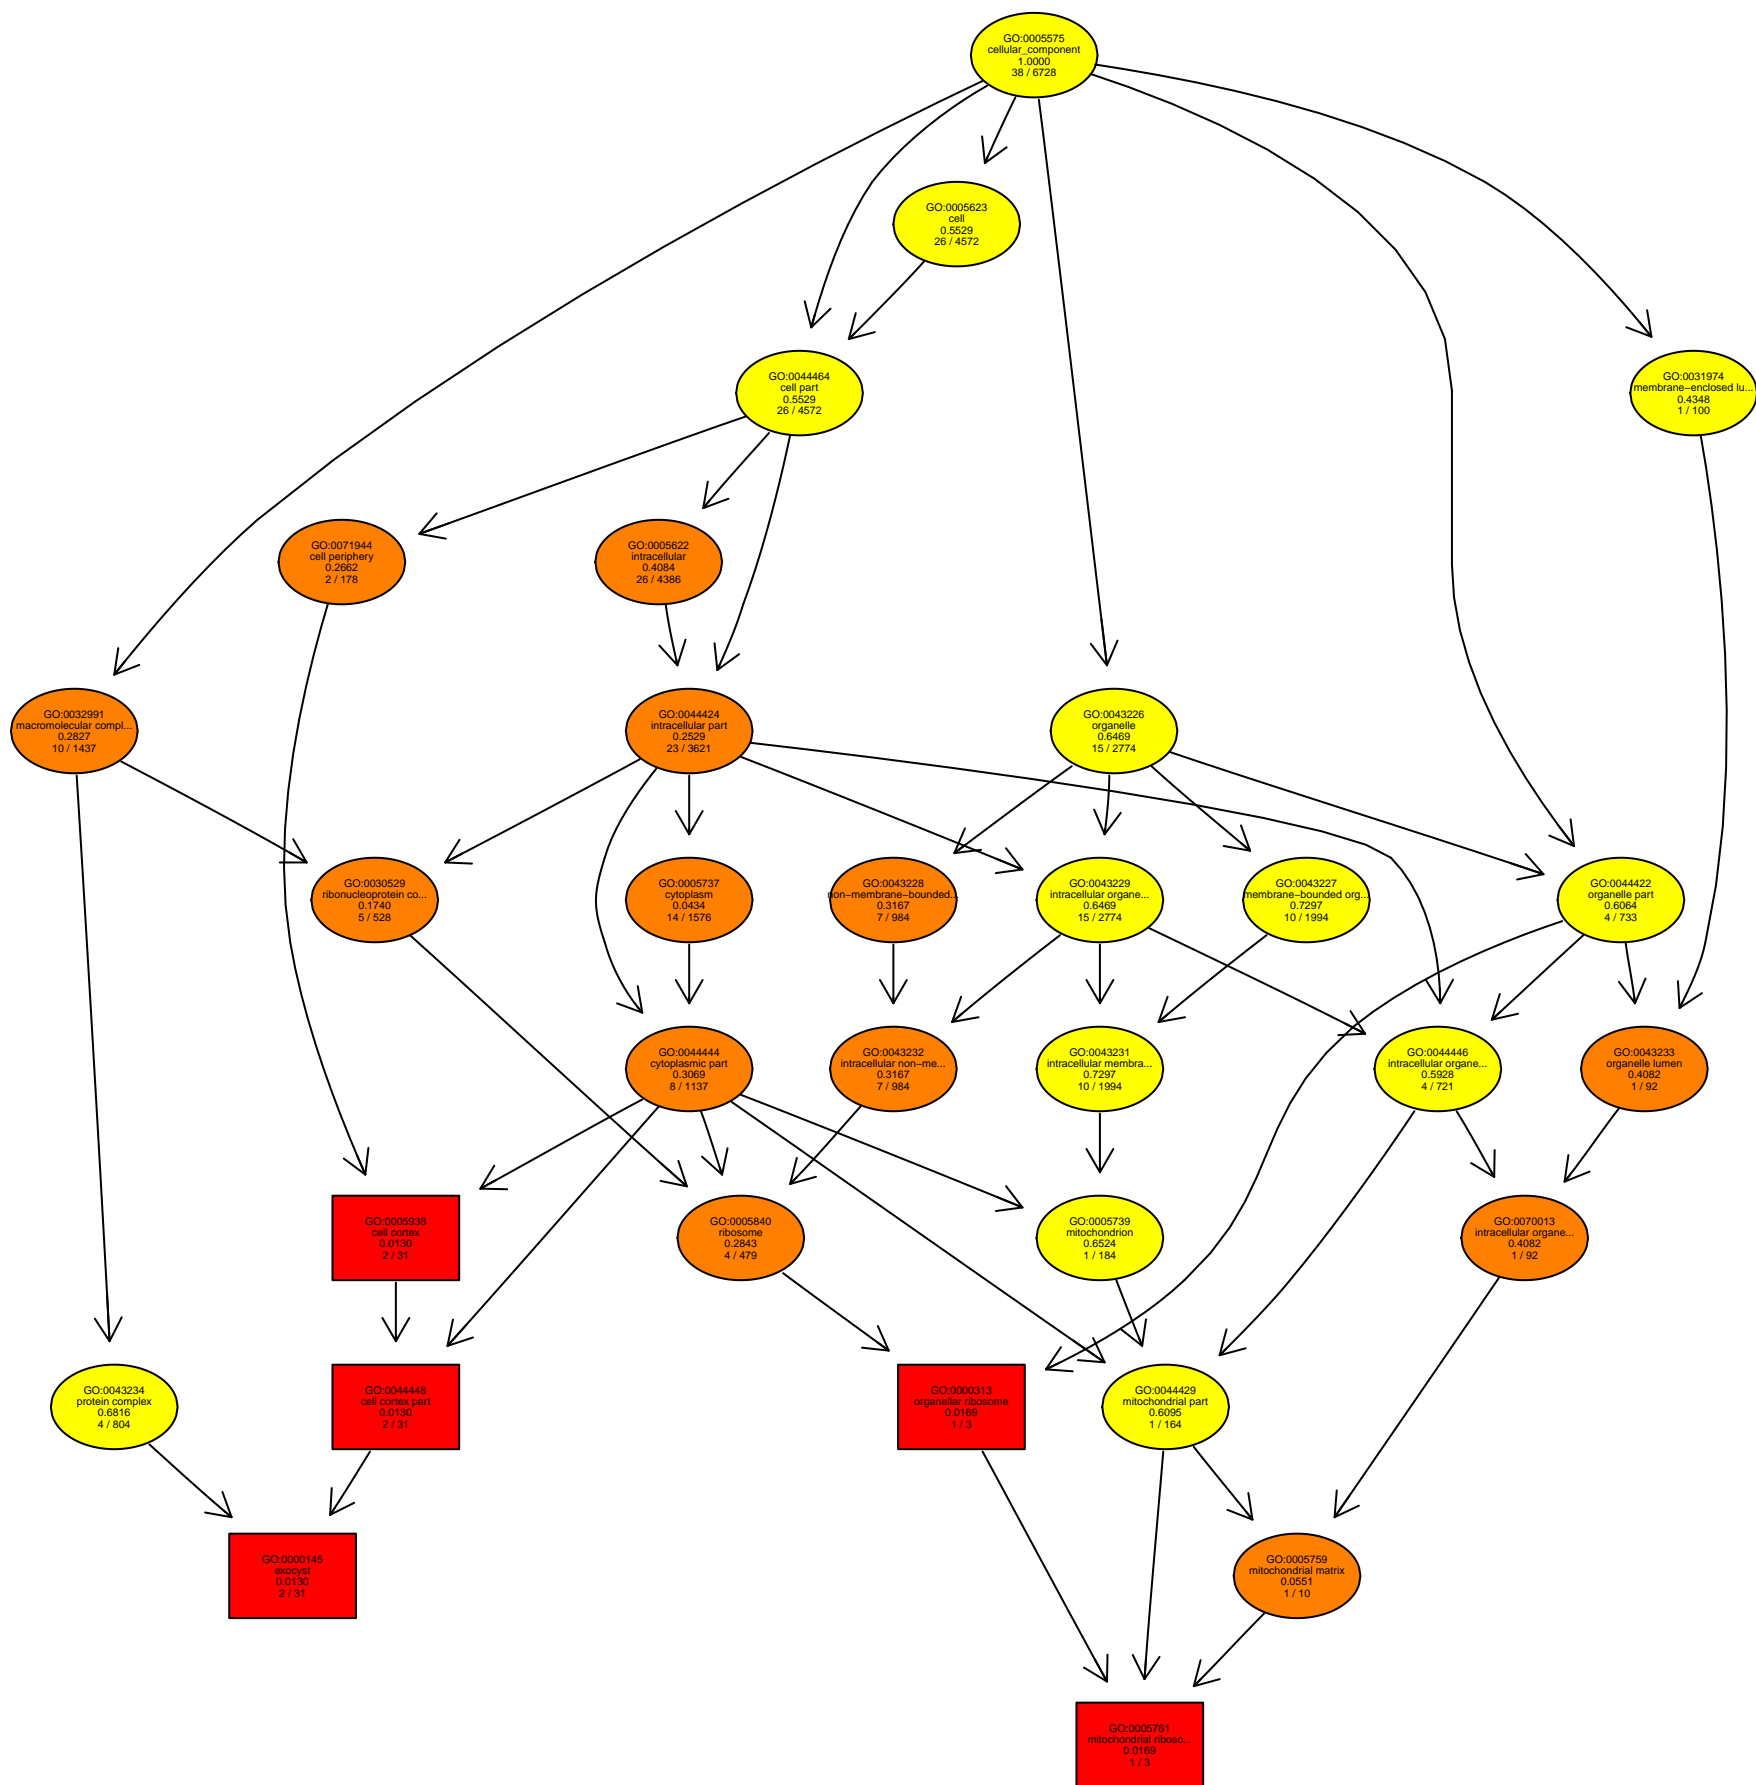 GO:0005575
cellular_component
1.0000
38 / 6728
GO:0005623
cell
0.5529
26 / 4572
GO:0044464
cell part
0.5529
26 / 4572
GO:0031974
membrane−enclosed lu...
0.4348
1 / 100
GO:0071944
cell periphery
0.2662
2 / 178
GO:0005622
intracellular
0.4084
26 / 4386
GO:0032991
macromolecular compl...
0.2827
10 / 1437
GO:0044424
intracellular part
0.2529
23 / 3621
GO:0043226
organelle
0.6469
15 / 2774
GO:0030529
ribonucleoprotein co...
0.1740
5 / 528
GO:0005737
cytoplasm
0.0434
14 / 1576
GO:0043228
non−membrane−bounded...
0.3167
7 / 984
GO:0043229
intracellular organe...
0.6469
15 / 2774
GO:0043227
membrane−bounded org...
0.7297
10 / 1994
GO:0044422
organelle part
0.6064
4 / 733
GO:0044444
cytoplasmic part
0.3069
8 / 1137
GO:0043232
intracellular non−me...
0.3167
7 / 984
GO:0043231
intracellular membra...
0.7297
10 / 1994
GO:0044446
intracellular organe...
0.5928
4 / 721
GO:0043233
organelle lumen
0.4082
1 / 92
GO:0005938
cell cortex
0.0130
2 / 31
GO:0005840
ribosome
0.2843
4 / 479
GO:0005739
mitochondrion
0.6524
1 / 184
GO:0070013
intracellular organe...
0.4082
1 / 92
GO:0043234
protein complex
0.6816
4 / 804
GO:0044448
cell cortex part
0.0130
2 / 31
GO:0000313
organellar ribosome
0.0169
1 / 3
GO:0044429
mitochondrial part
0.6095
1 / 164
GO:0000145
exocyst
0.0130
2 / 31
GO:0005759
mitochondrial matrix
0.0551
1 / 10
GO:0005761
mitochondrial riboso...
0.0169
1 / 3